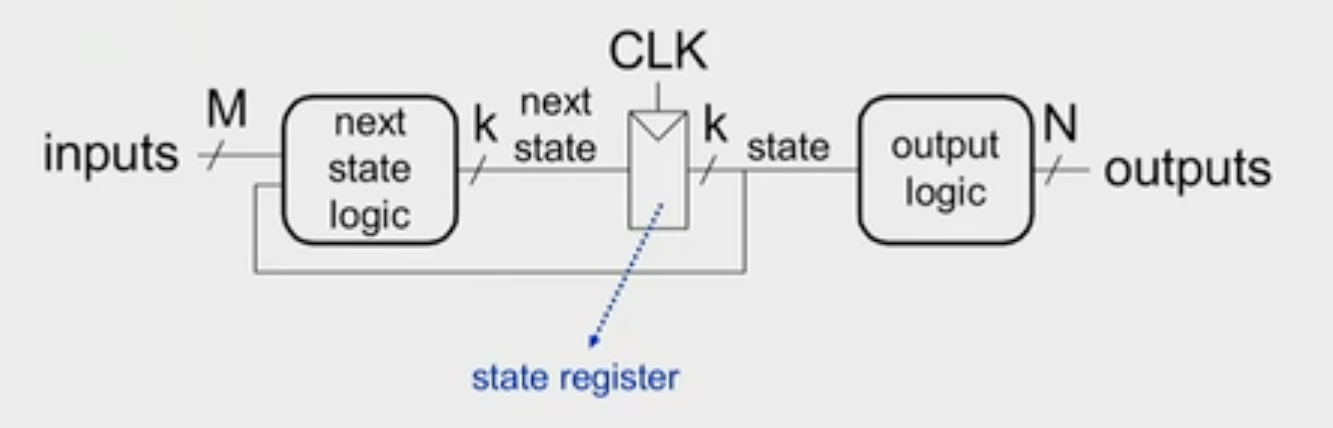 CLK
inputs
M
next
state
logic
k
next
state
k
state
output
logic
N
outputs
state register